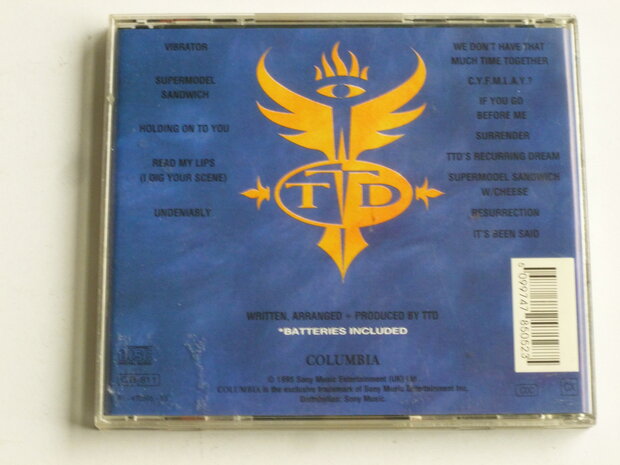 VIBRATOR
SUPERMODEL
SANDWICH
HOLDING ON TO YOU
READ MY LIPS
(I DIG YOUR SCENE)
UNDENIABLY
WE DON'T HAVE THAT
MUCH TIME TOGETHER
C.Y.F.M.L.A.Y.?
IF YOU GO
BEFORE ME
SURRENDER
TTD'S RECURRING DREAM
SUPERMODEL SANDWICH
W/CHEESE
RESURRECTION
IT'S BEEN SAID
TTD
WRITTEN, ARRANGED + PRODUCED BY TTD
*BATTERIES INCLUDED
COLUMBIA
© 1995 Sony Music Entertainment (UK) Ltd
COLUMBIA is the exclusive trademark of Sony Music Entertainment Inc.
Distribution: Sony Music.
5 099747 850523